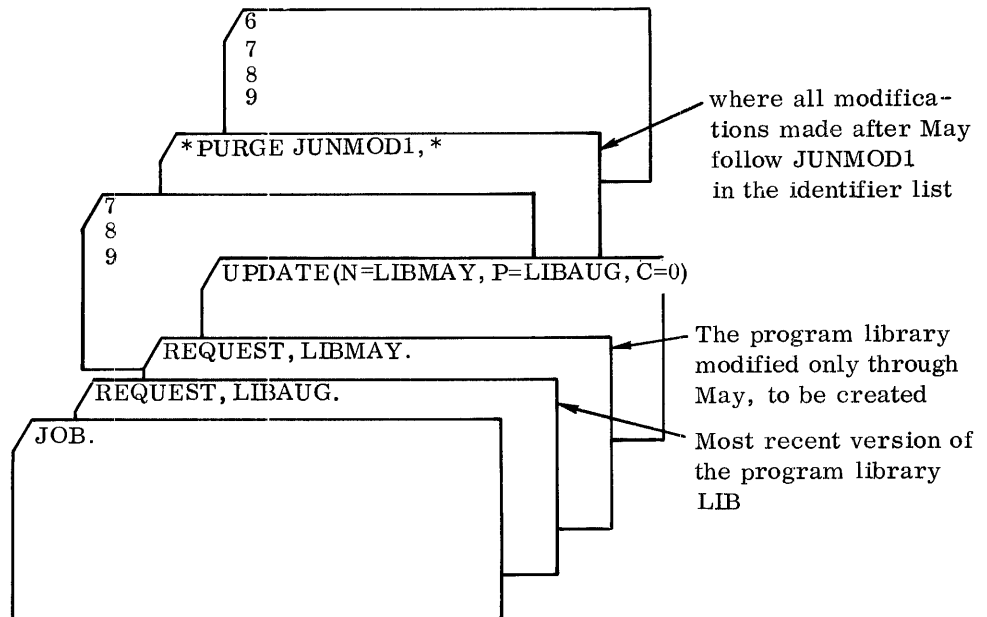 6
7
8
9
*PURGE JUNMOD1, *
where all modifica-
tions made after May
follow JUNMOD1
in the identifier list
7
8
9
UPDATE(N=LIBMAY, P=LIBAUG, C=0)
REQUEST, LIBMAY.
The program library
modified only through
May, to be created
REQUEST, LIBAUG.
Most recent version of
the program library
LIB
JOB.